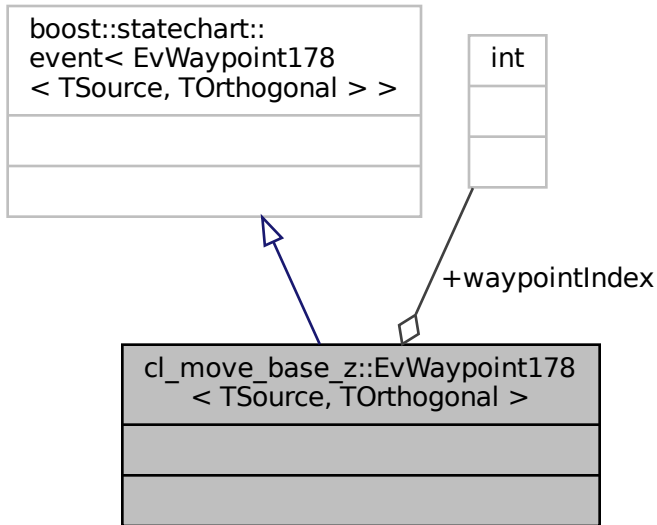 boost::statechart::
event< EvWaypoint178
< TSource, TOrthogonal > >
int
+waypointIndex
cl_move_base_z::EvWaypoint178
< TSource, TOrthogonal >